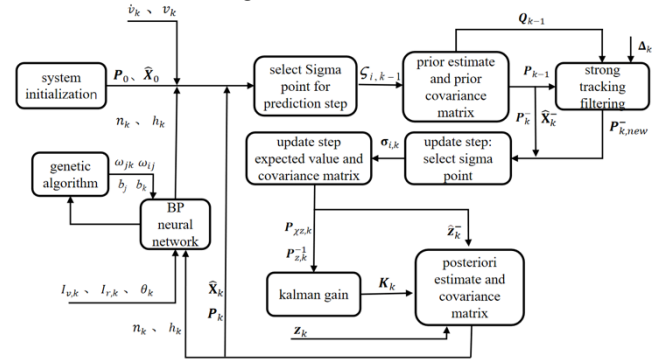 v̇ₖ、 vₖ
Qₖ₋₁
Δₖ
system
initialization
P₀、 X̂₀
select Sigma
point for
prediction step
ςᵢ,ₖ₋₁
prior estimate
and prior
covariance
matrix
Pₖ₋₁
strong
tracking
filtering
Pₖ⁻
X̂ₖ⁻
P⁻ₖ,ₙₑw
nₖ、 hₖ
genetic
algorithm
ωⱼₖ ωᵢⱼ
bⱼ bₖ
BP
neural
network
update step
expected value and
covariance matrix
σᵢ,ₖ
update step:
select sigma
point
Pχz,ₖ
P⁻¹z,ₖ
ẑₖ⁻
Iᵥ,ₖ、 Iᵣ,ₖ、 θₖ
X̂ₖ
Pₖ
kalman gain
Kₖ
posteriori
estimate and
covariance
matrix
nₖ、 hₖ
zₖ